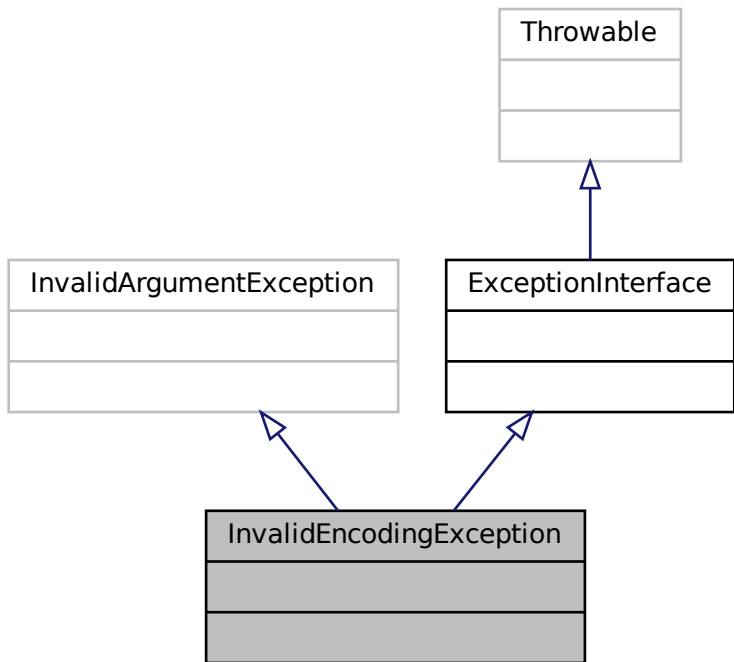 Throwable
InvalidArgumentException
ExceptionInterface
InvalidEncodingException